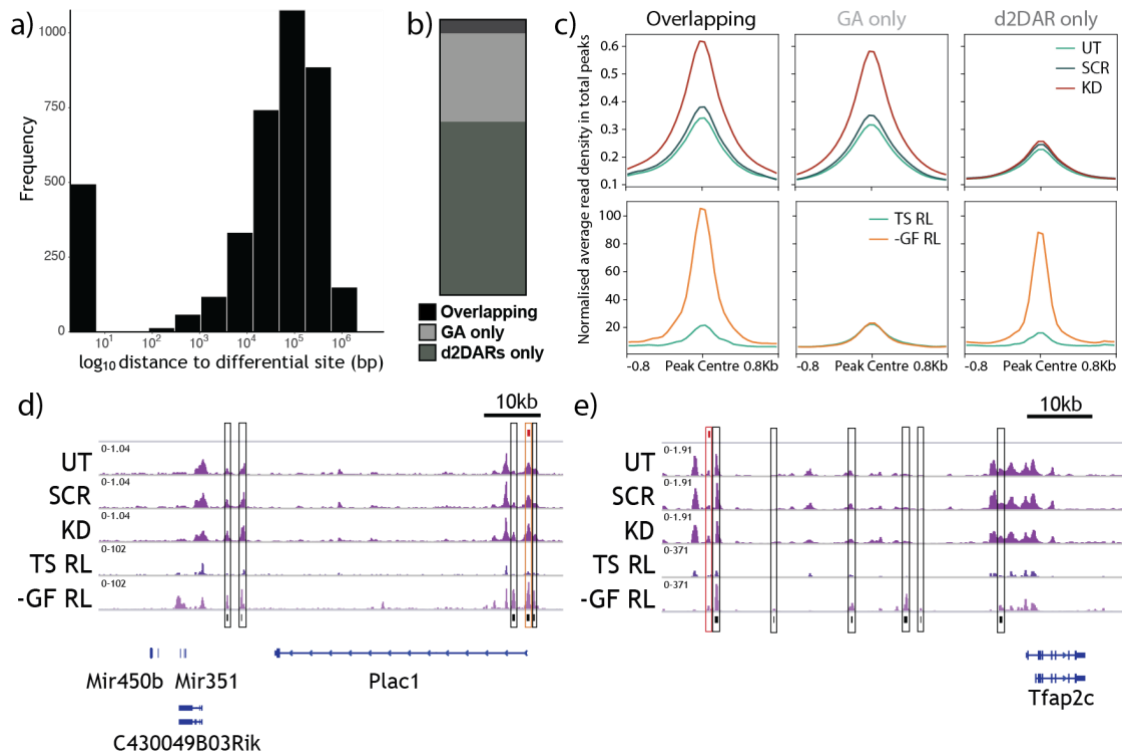 a)
1000
750
500
250
0
Frequency
10¹ 10² 10³ 10⁴ 10⁵ 10⁶
log₁₀ distance to differential site (bp)
b)
Overlapping
GA only
d2DARs only
c)
Overlapping GA only d2DAR only
UT
SCR
KD
0.6
0.5
0.4
0.3
0.2
0.1
Normalised average read density in total peaks
TS RL
-GF RL
100
80
60
40
20
-0.8 Peak Centre 0.8Kb
-0.8 Peak Centre 0.8Kb
-0.8 Peak Centre 0.8Kb
d)
10kb
0-1.04
UT
0-1.04
SCR
0-1.04
KD
0-102
TS RL
0-102
-GF RL
Mir450b Mir351 Plac1
C430049B03Rik
e)
10kb
0-1.91
UT
0-1.91
SCR
0-1.91
KD
0-371
TS RL
0-371
-GF RL
Tfap2c